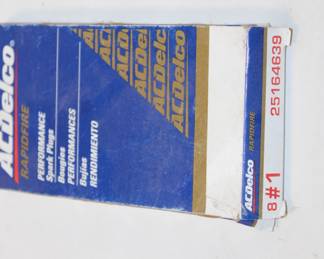 ACDelco®
RAPIDFIRE
PERFORMANCE
Spark Plugs
Bougies
PERFORMANCES
Bujías
RENDIMIENTO
ACDelco
ACDelco
ACDelco
ACDelco
ACDelco
ACDelco
RAPIDFIRE
8#1 25164639